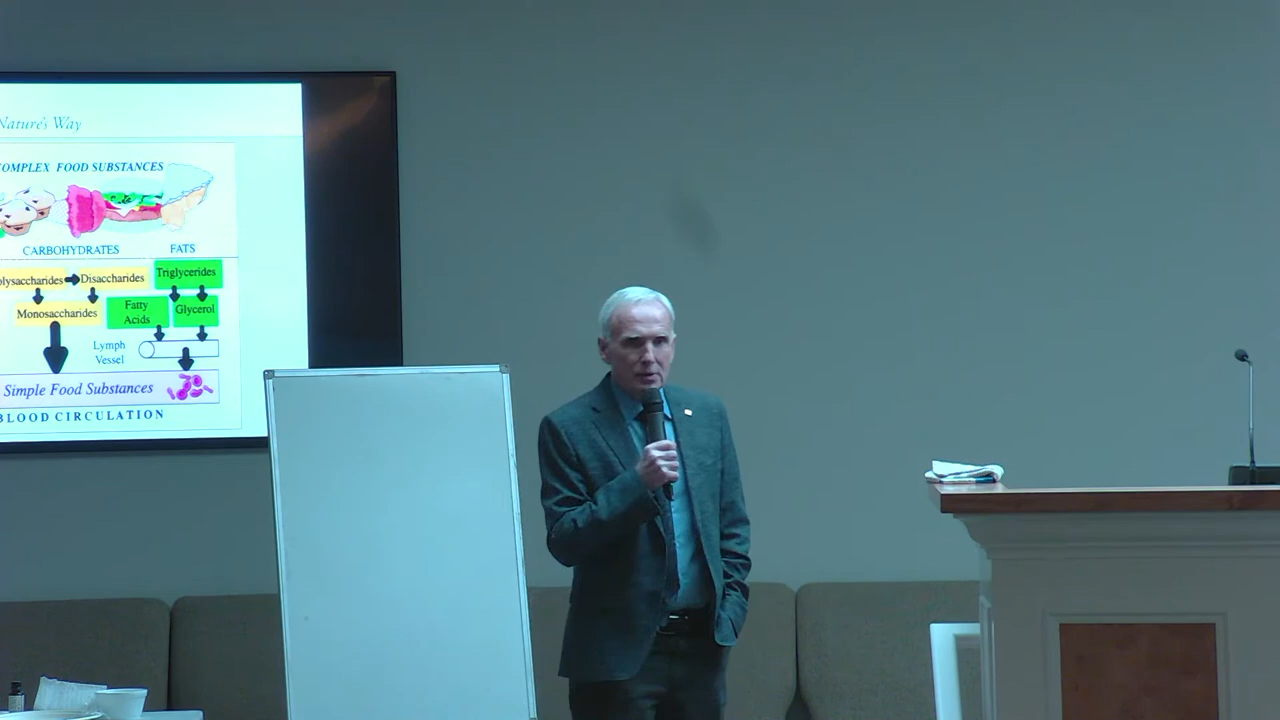 Nature's Way
COMPLEX FOOD SUBSTANCES
CARBOHYDRATES FATS
olysaccharides Disaccharides Triglycerides
Monosaccharides Fatty Acids Glycerol
Lymph
Vessel
Simple Food Substances
BLOOD CIRCULATION